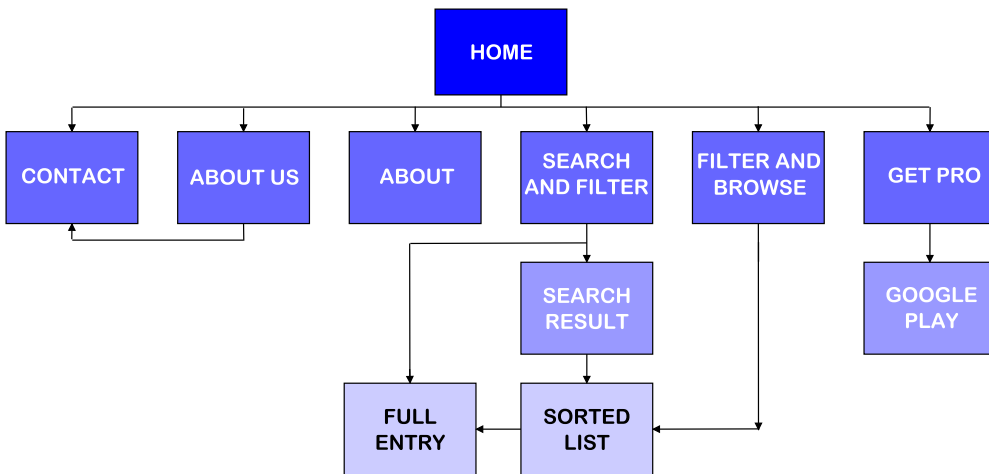 HOME
CONTACT
ABOUT US
ABOUT
SEARCH
AND FILTER
FILTER AND
BROWSE
GET PRO
SEARCH
RESULT
GOOGLE
PLAY
FULL
ENTRY
SORTED
LIST